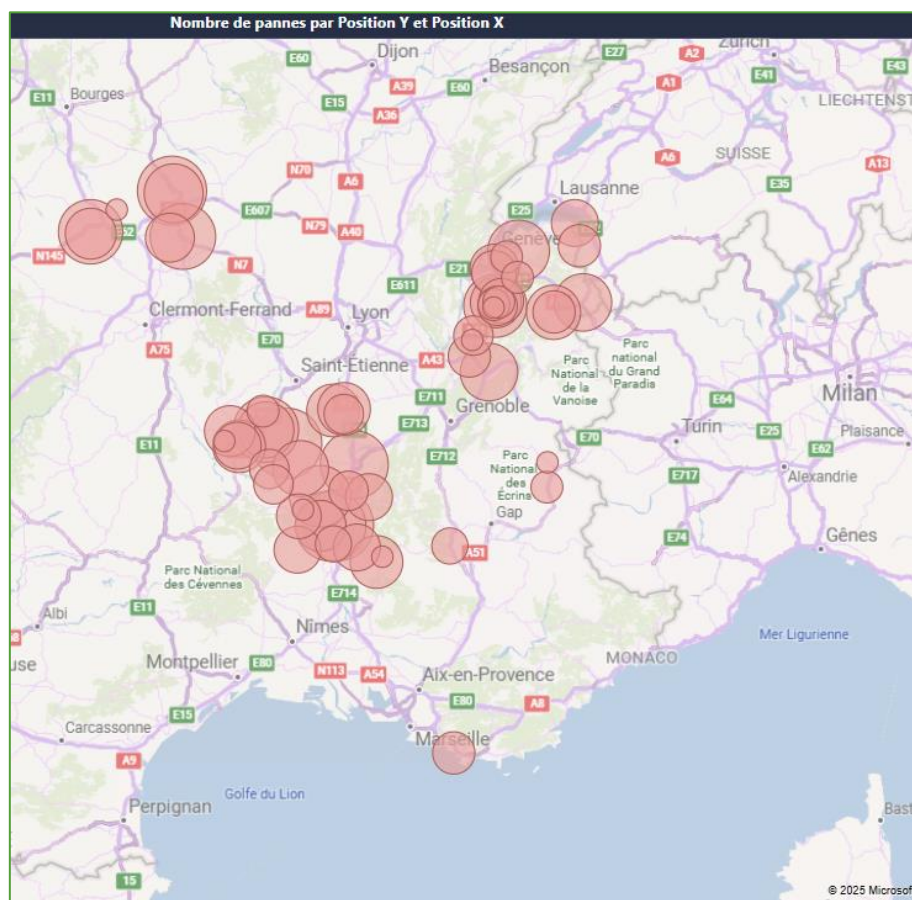 Nombre de pannes par Position Y et Position X
Dijon
E60
E27
A2
Zurich
Besançon
A39
E60
E43
E11
Bourges
E15
A1
E41
A36
LIECHTENST
SUISSE
A6
A13
N70
A6
E35
Lausanne
E25
E607
E62
N79
A40
Genève
N145
N7
E21
E611
Clermont-Ferrand
A89
Lyon
A75
E70
Parc
National
de la
Vanoise
Parc
national
du Grand
Paradis
Saint-Étienne
A43
Milan
E711
Grenoble
E64
E713
E70
Turin
E25
E11
E712
E62
Plaisance
Parc
National
des
Écrins
E717
Alexandrie
Gap
A51
E74
Gênes
Parc National
des Cévennes
E714
Albi
E11
Nîmes
Mer Ligurienne
use
Montpellier
E80
N113
A54
MONACO
Aix-en-Provence
E80
A8
E15
Carcassonne
Marseille
A9
Golfe du Lion
Perpignan
Bast
15
© 2025 Microsof